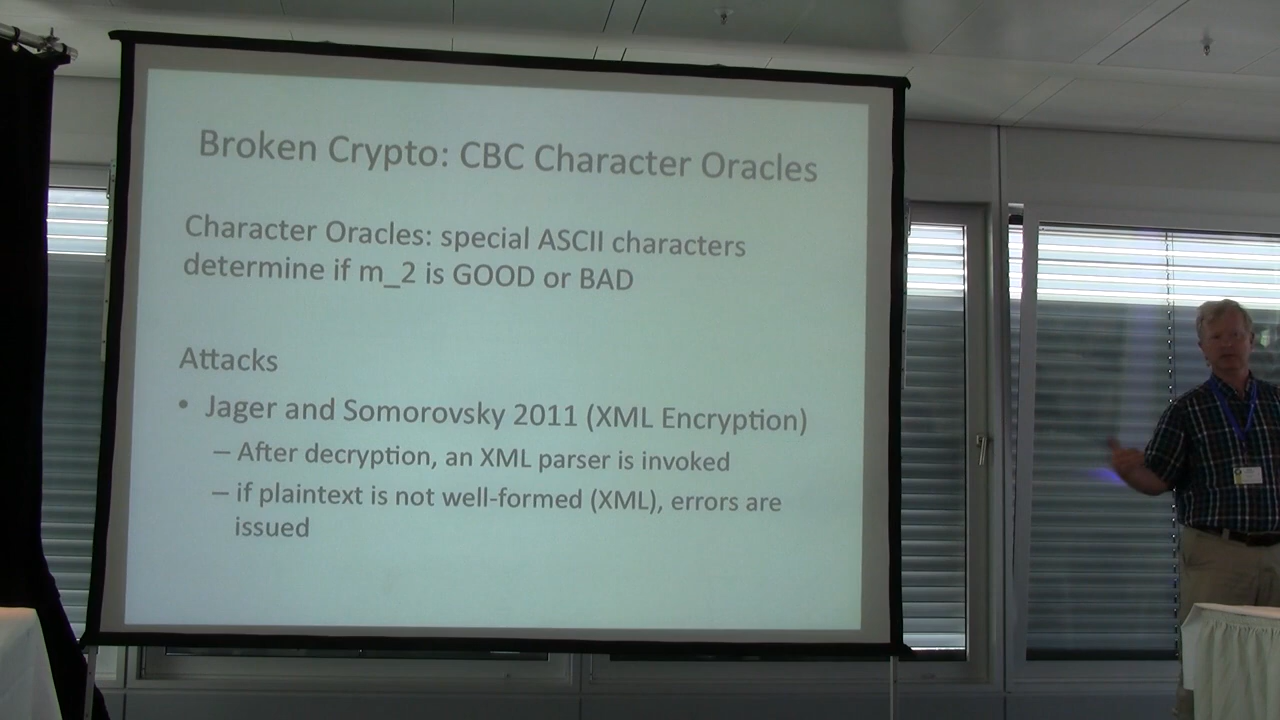 Broken Crypto: CBC Character Oracles
Character Oracles: special ASCII characters
determine if m_2 is GOOD or BAD
Attacks
• Jager and Somorovsky 2011 (XML Encryption)
– After decryption, an XML parser is invoked
– if plaintext is not well-formed (XML), errors are
issued